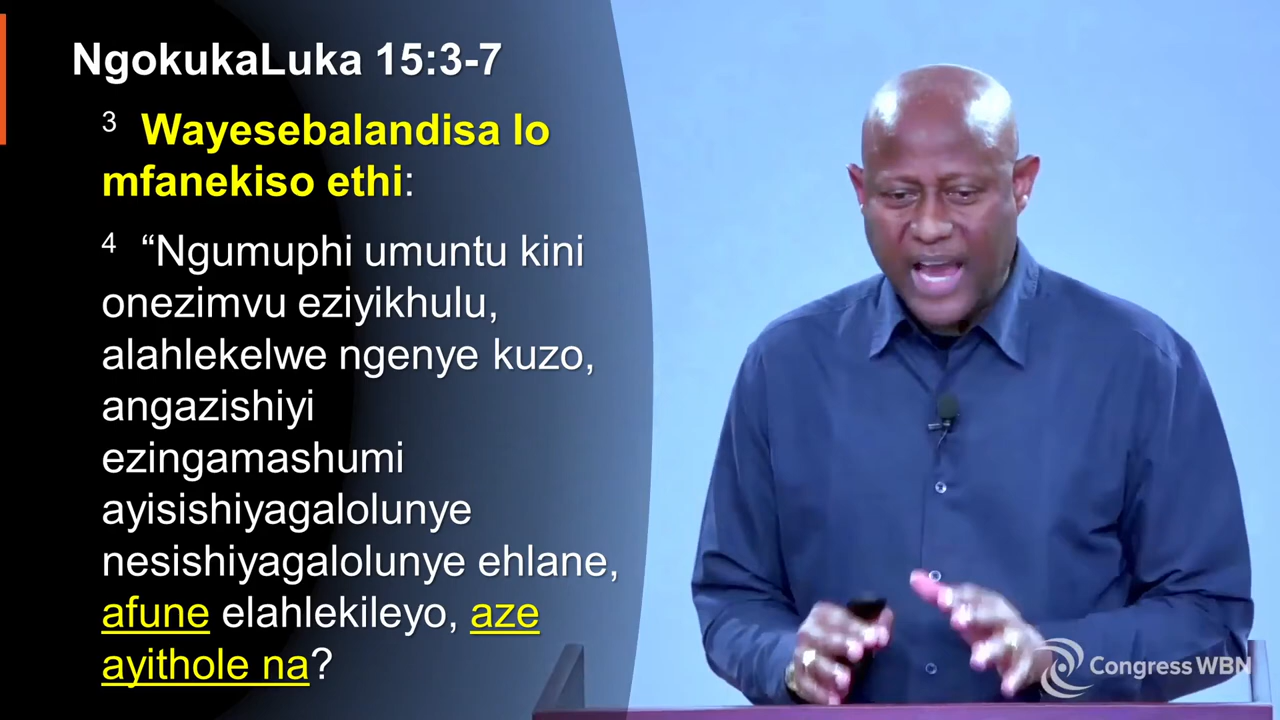 NgokukaLuka 15:3-7
3 Wayesebalandisa lo
mfanekiso ethi:
4 “Ngumuphi umuntu kini
onezimvu eziyikhulu,
alahlekelwe ngenye kuzo,
angazishiyi
ezingamashumi
ayisishiyagalolunye
nesishiyagalolunye ehlane,
afune elahlekileyo, aze
ayithole na?
Congress WBN